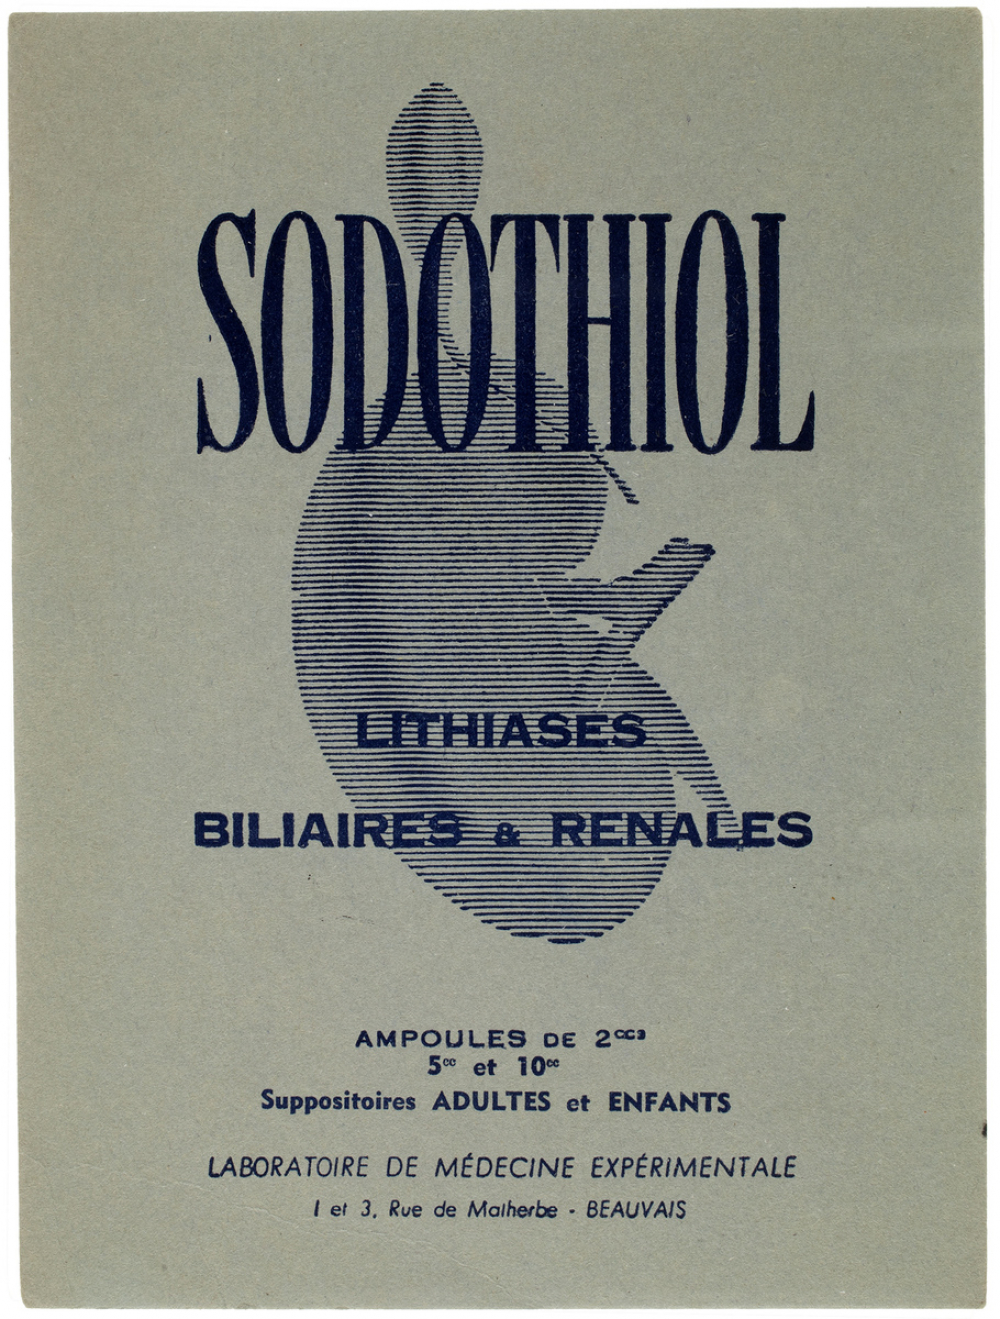 SODOTHIOL
LITHIASES
BILIAIRES & RENALES
AMPOULES DE 2cc3
5cc et 10cc
Suppositoires ADULTES et ENFANTS
LABORATOIRE DE MÉDECINE EXPÉRIMENTALE
1 et 3, Rue de Malherbe - BEAUVAIS